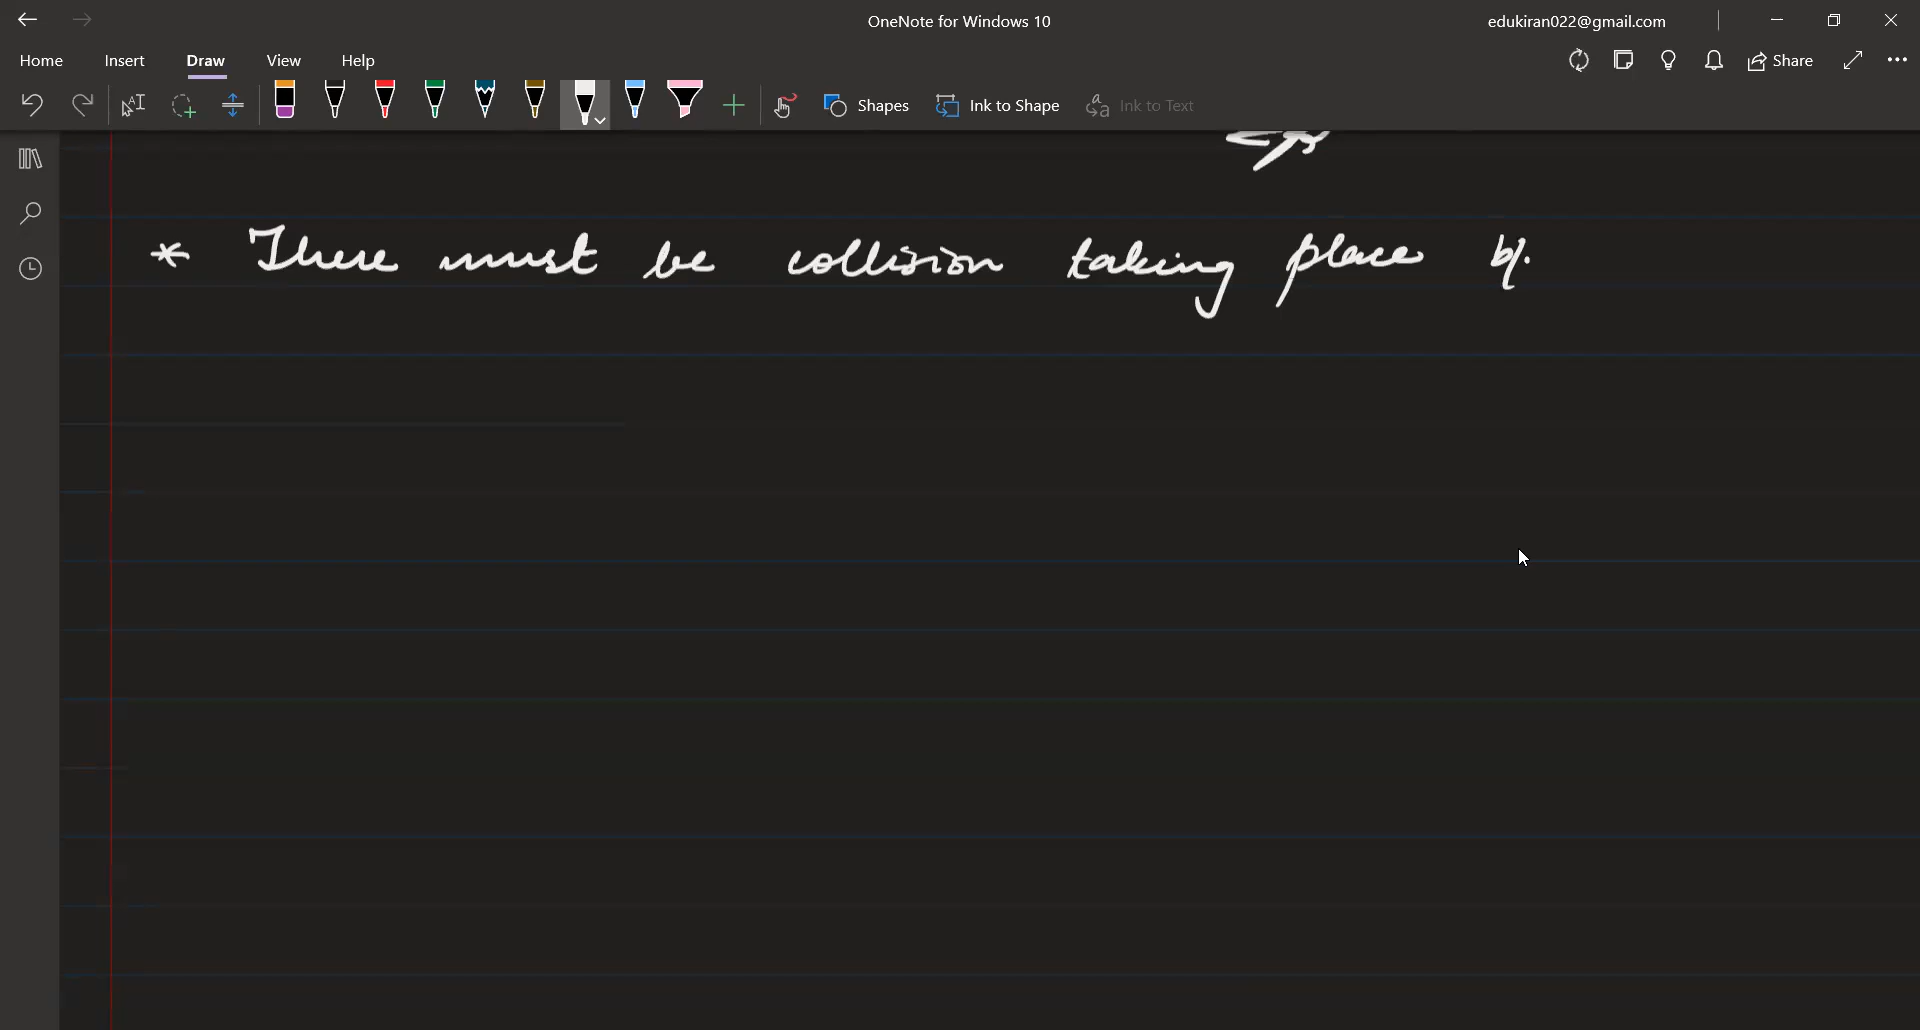 OneNote for Windows 10
edukiran022@gmail.com
Home Insert Draw View Help
Share
Shapes Ink to Shape Ink to Text
* There must be collision taking place b/.